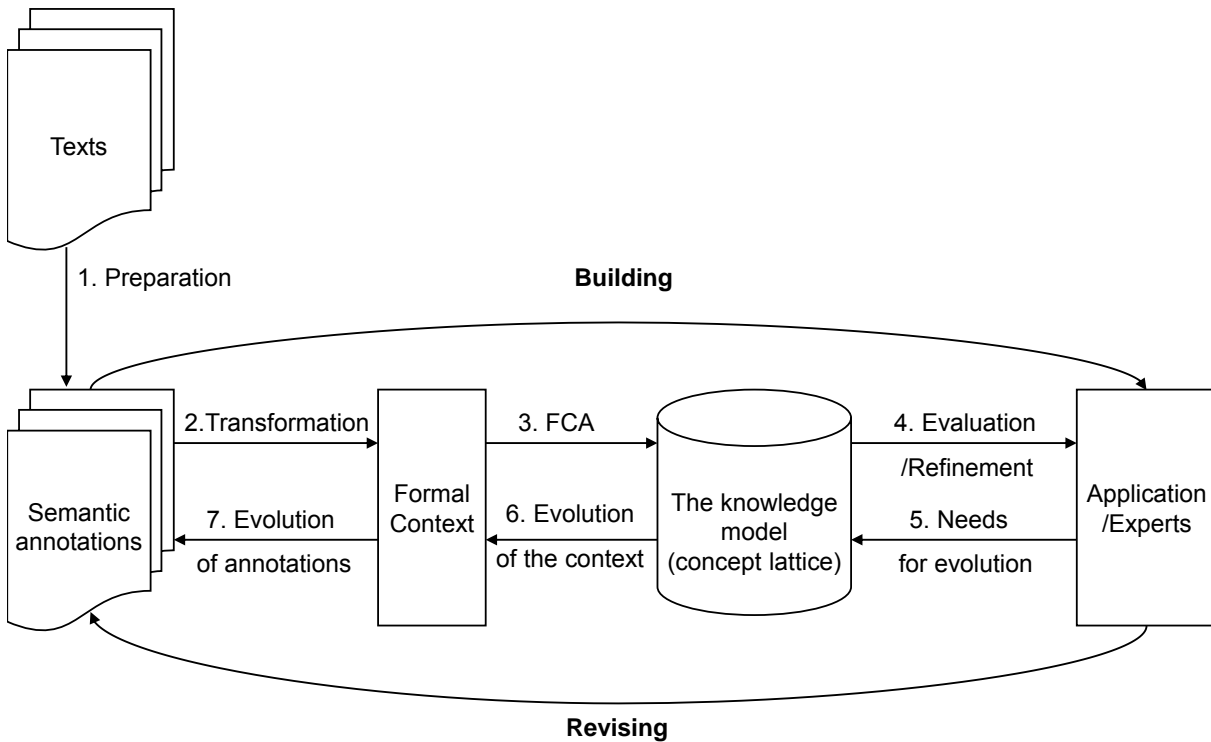 Texts
1. Preparation
Building
2.Transformation
3. FCA
4. Evaluation
/Refinement
Semantic
annotations
Formal
Context
The knowledge
model
(concept lattice)
Application
/Experts
7. Evolution
of annotations
6. Evolution
of the context
5. Needs
for evolution
Revising